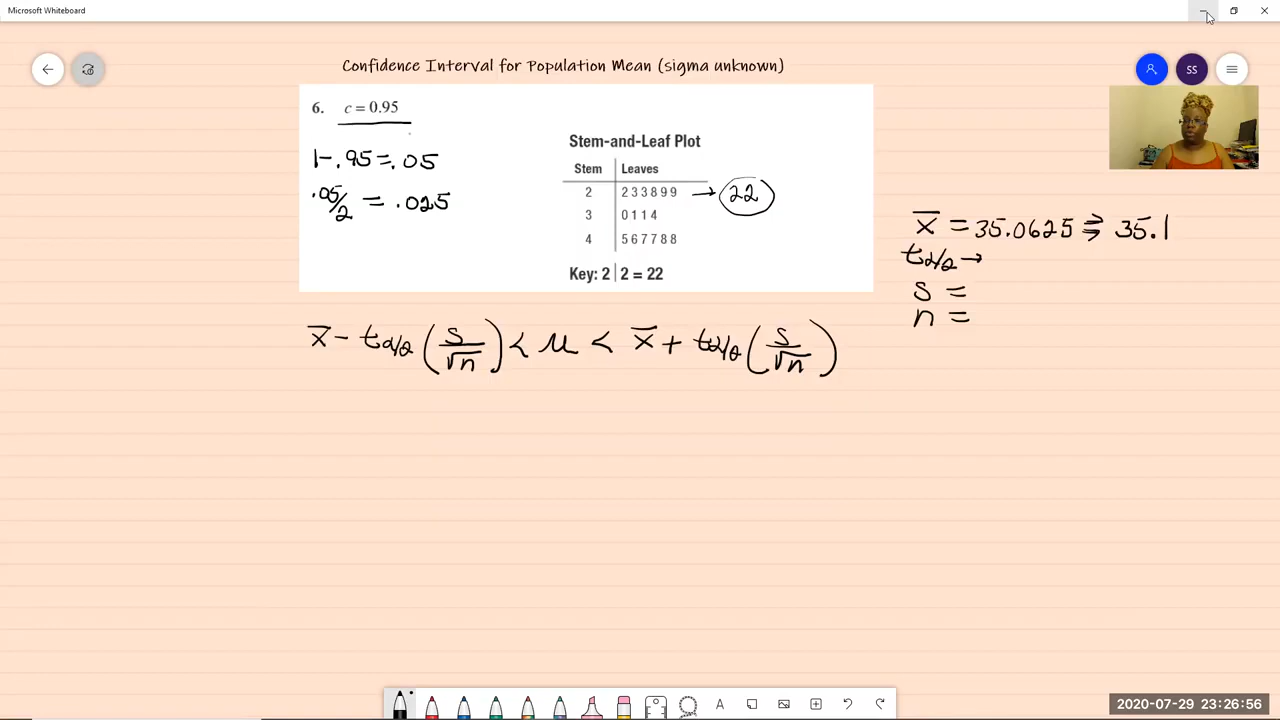 Microsoft Whiteboard
Confidence Interval for Population Mean (sigma unknown)
SS
6. c = 0.95
1-.95=.05
.05/2 = .025
Stem-and-Leaf Plot
Stem Leaves
2 2 3 3 8 9 9 → 22
3 0 1 1 4
4 5 6 7 7 8 8
Key: 2|2 = 22
x̄ = 35.0625 ⇒ 35.1
tα/2 →
s =
n =
x̄ - tα/2 (s/√n) < μ < x̄ + tα/2 (s/√n)
A
2020-07-29 23:26:56